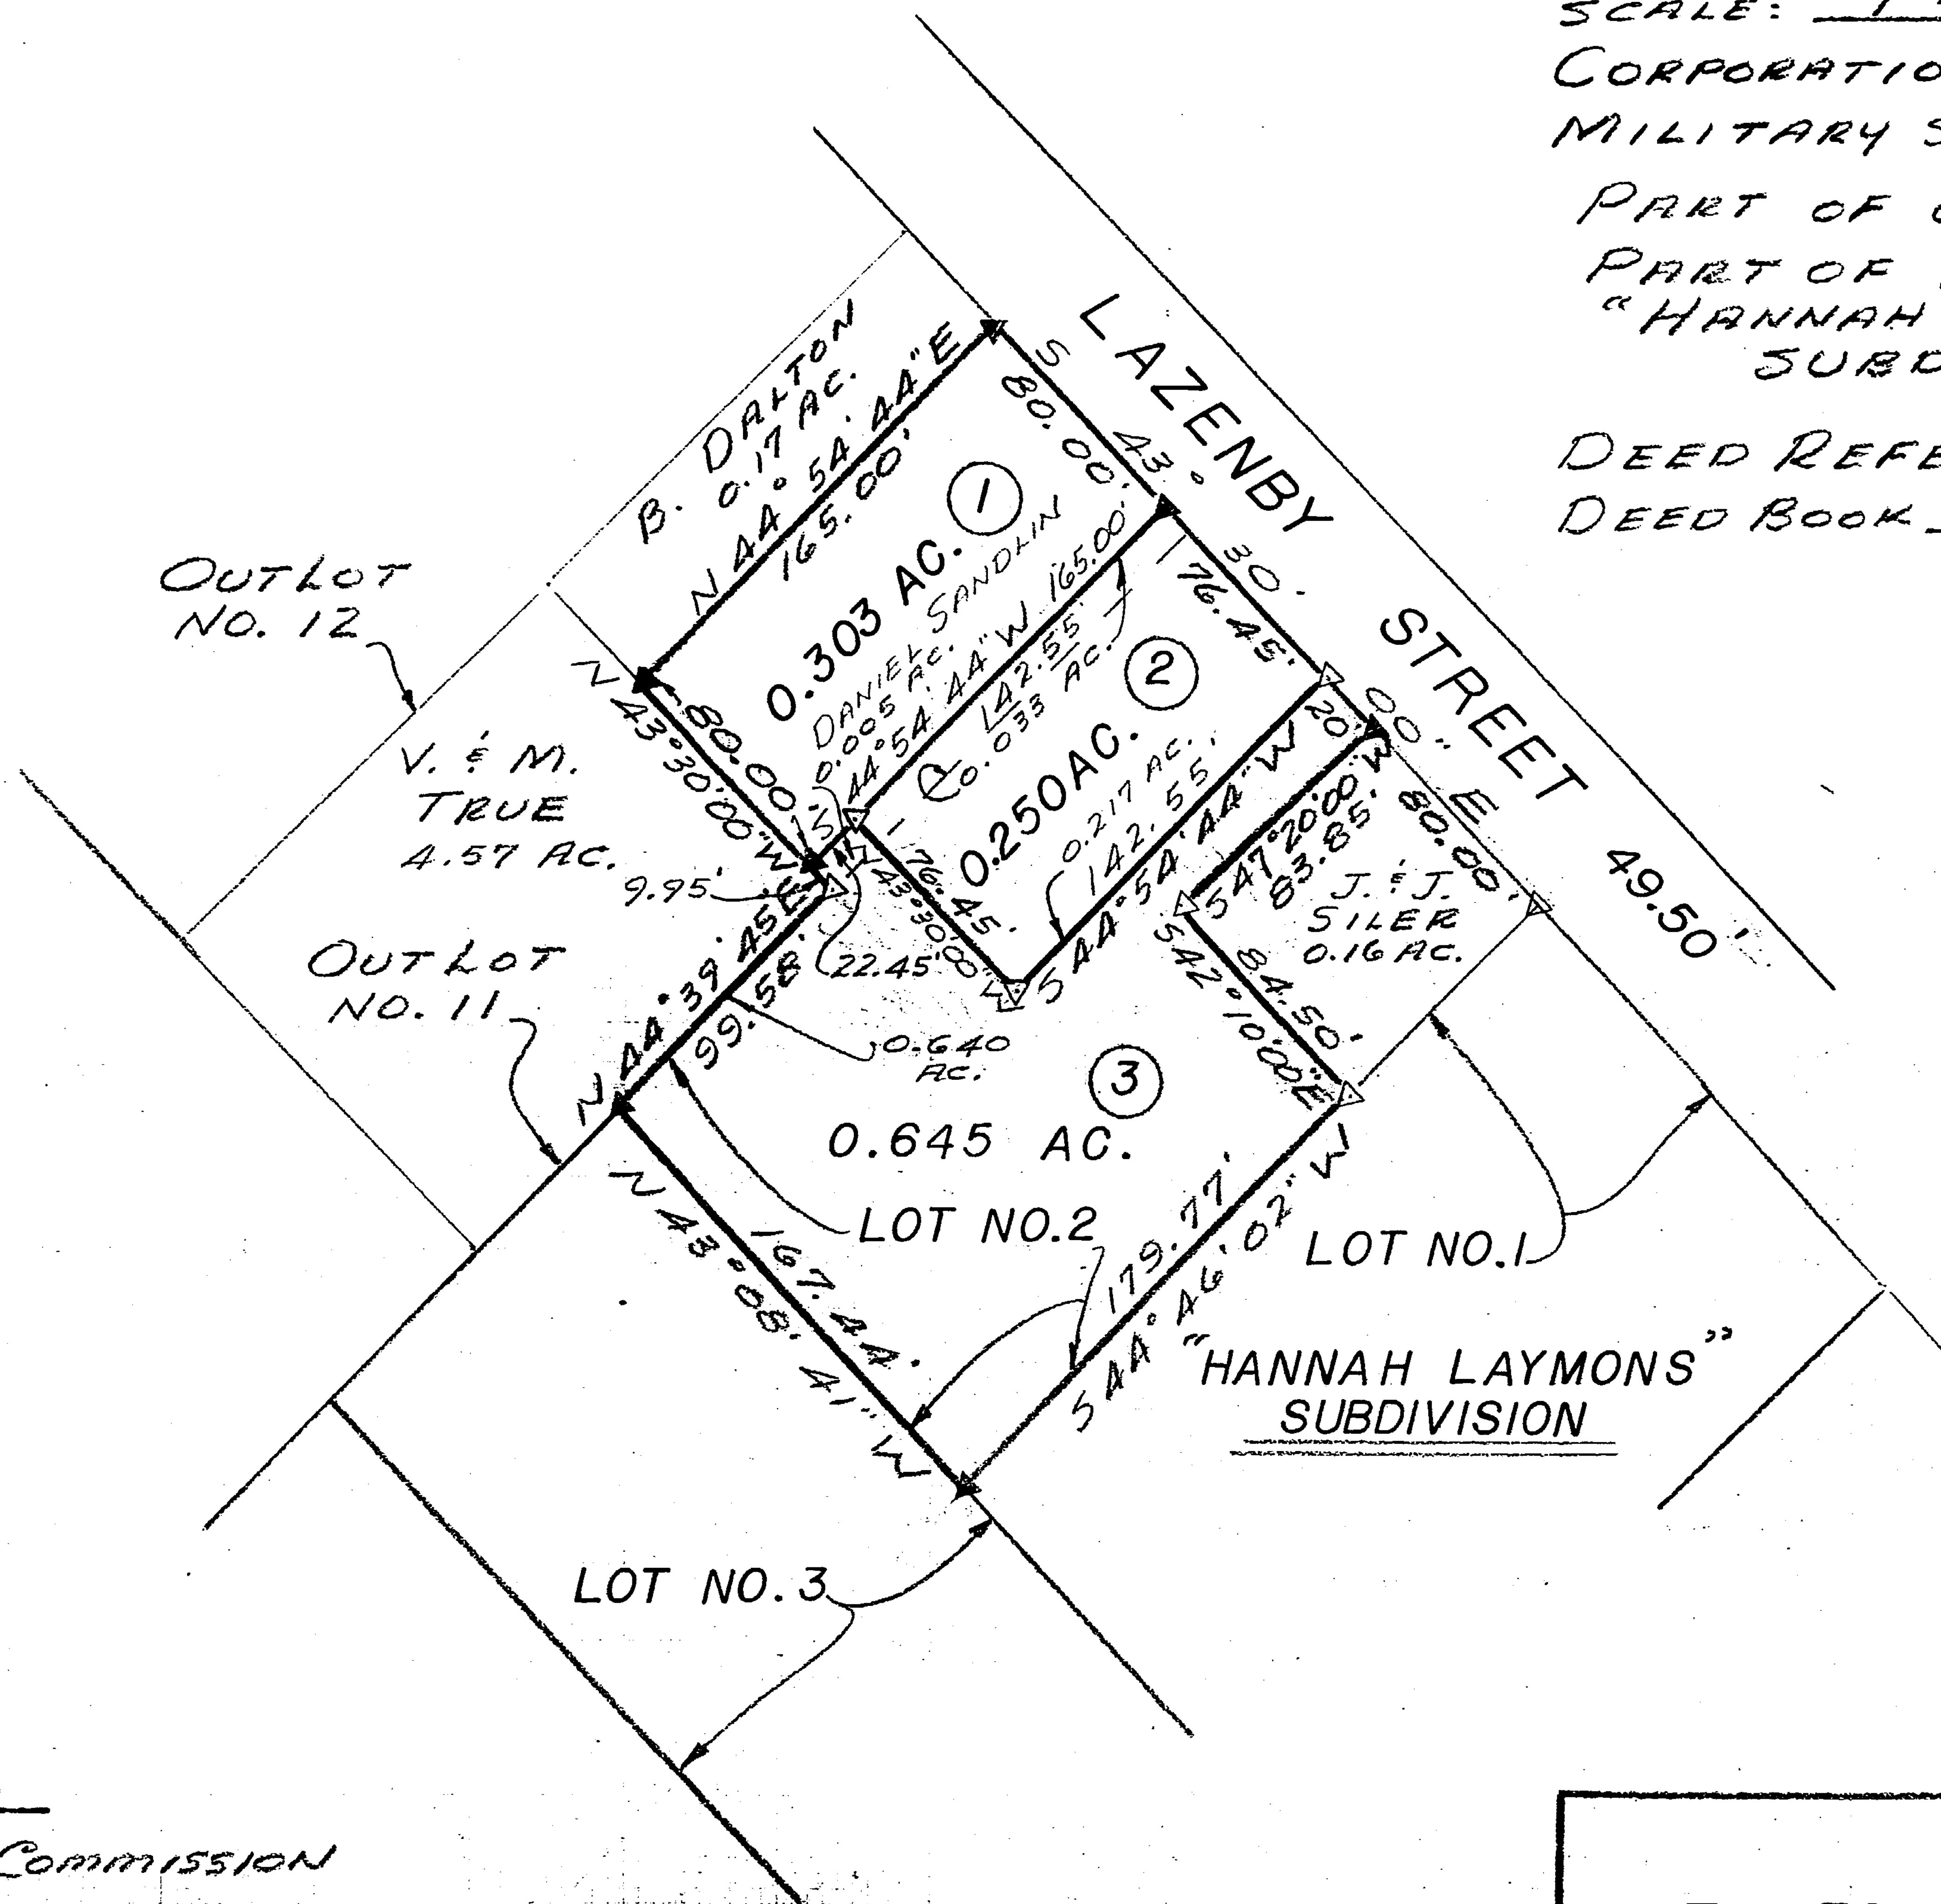 SCALE:
CORPORATIO
MILITARY S
PART OF
PART OF
"HANNAH
SUBD
DEED REFE
DEED BOOK
LAZENBY STREET 49.50'
S 43° 30' 00" E
80.00'
76.45'
20'
80.00'
B. DALTON
0.17 AC.
N 44° 54' 44" E
165.00'
1
0.303 AC.
DANIEL SANDLIN
0.005 AC.
S 44° 54' 44" W 165.00'
142.55'
0.033 AC.
2
0.250 AC.
0.217 AC.
142.55'
S 44° 54' 44" W
S 47° 20' 00" W
83.85'
J. & J.
SILER
0.16 AC.
OUTLOT
NO. 12
V. & M.
TRUE
4.57 AC.
80.00'
N 43° 30' 00" W
9.95'
22.45'
76.45'
N 43° 30' 00" W
OUTLOT
NO. 11
N 44° 39' 45" E
99.58'
0.640
AC.
84.50'
S 42° 10' 00" E
3
0.645 AC.
LOT NO. 2
LOT NO. 1
179.77'
S 44° 46' 02" W
167.44'
N 43° 08' 41" W
"HANNAH LAYMONS"
SUBDIVISION
LOT NO. 3
COMMISSION